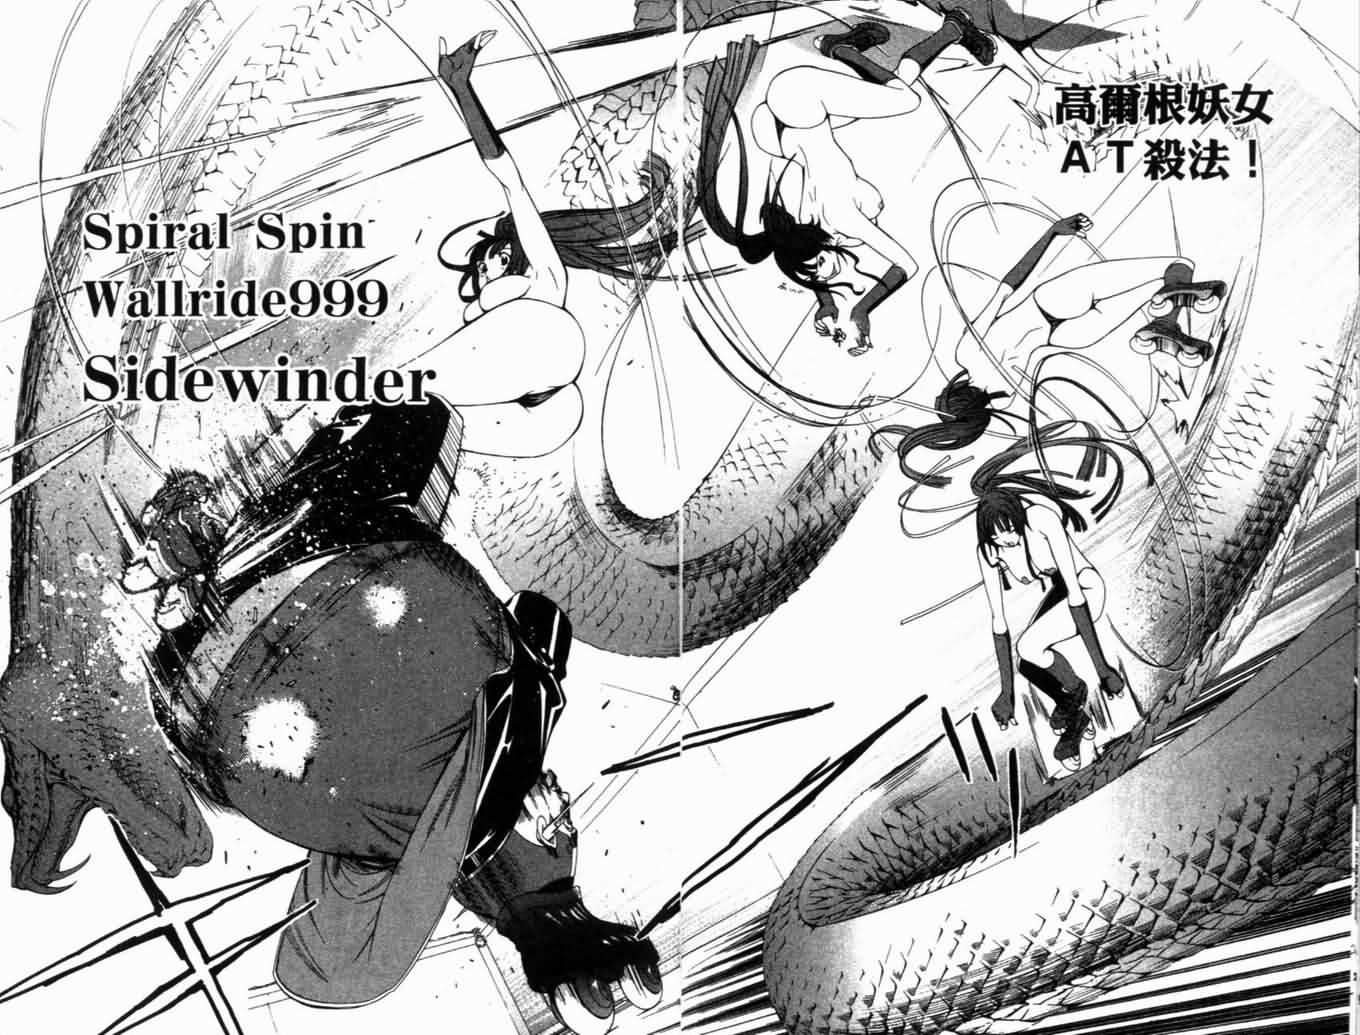 高爾根妖女
AT殺法！
Spiral Spin
Wallride999
Sidewinder